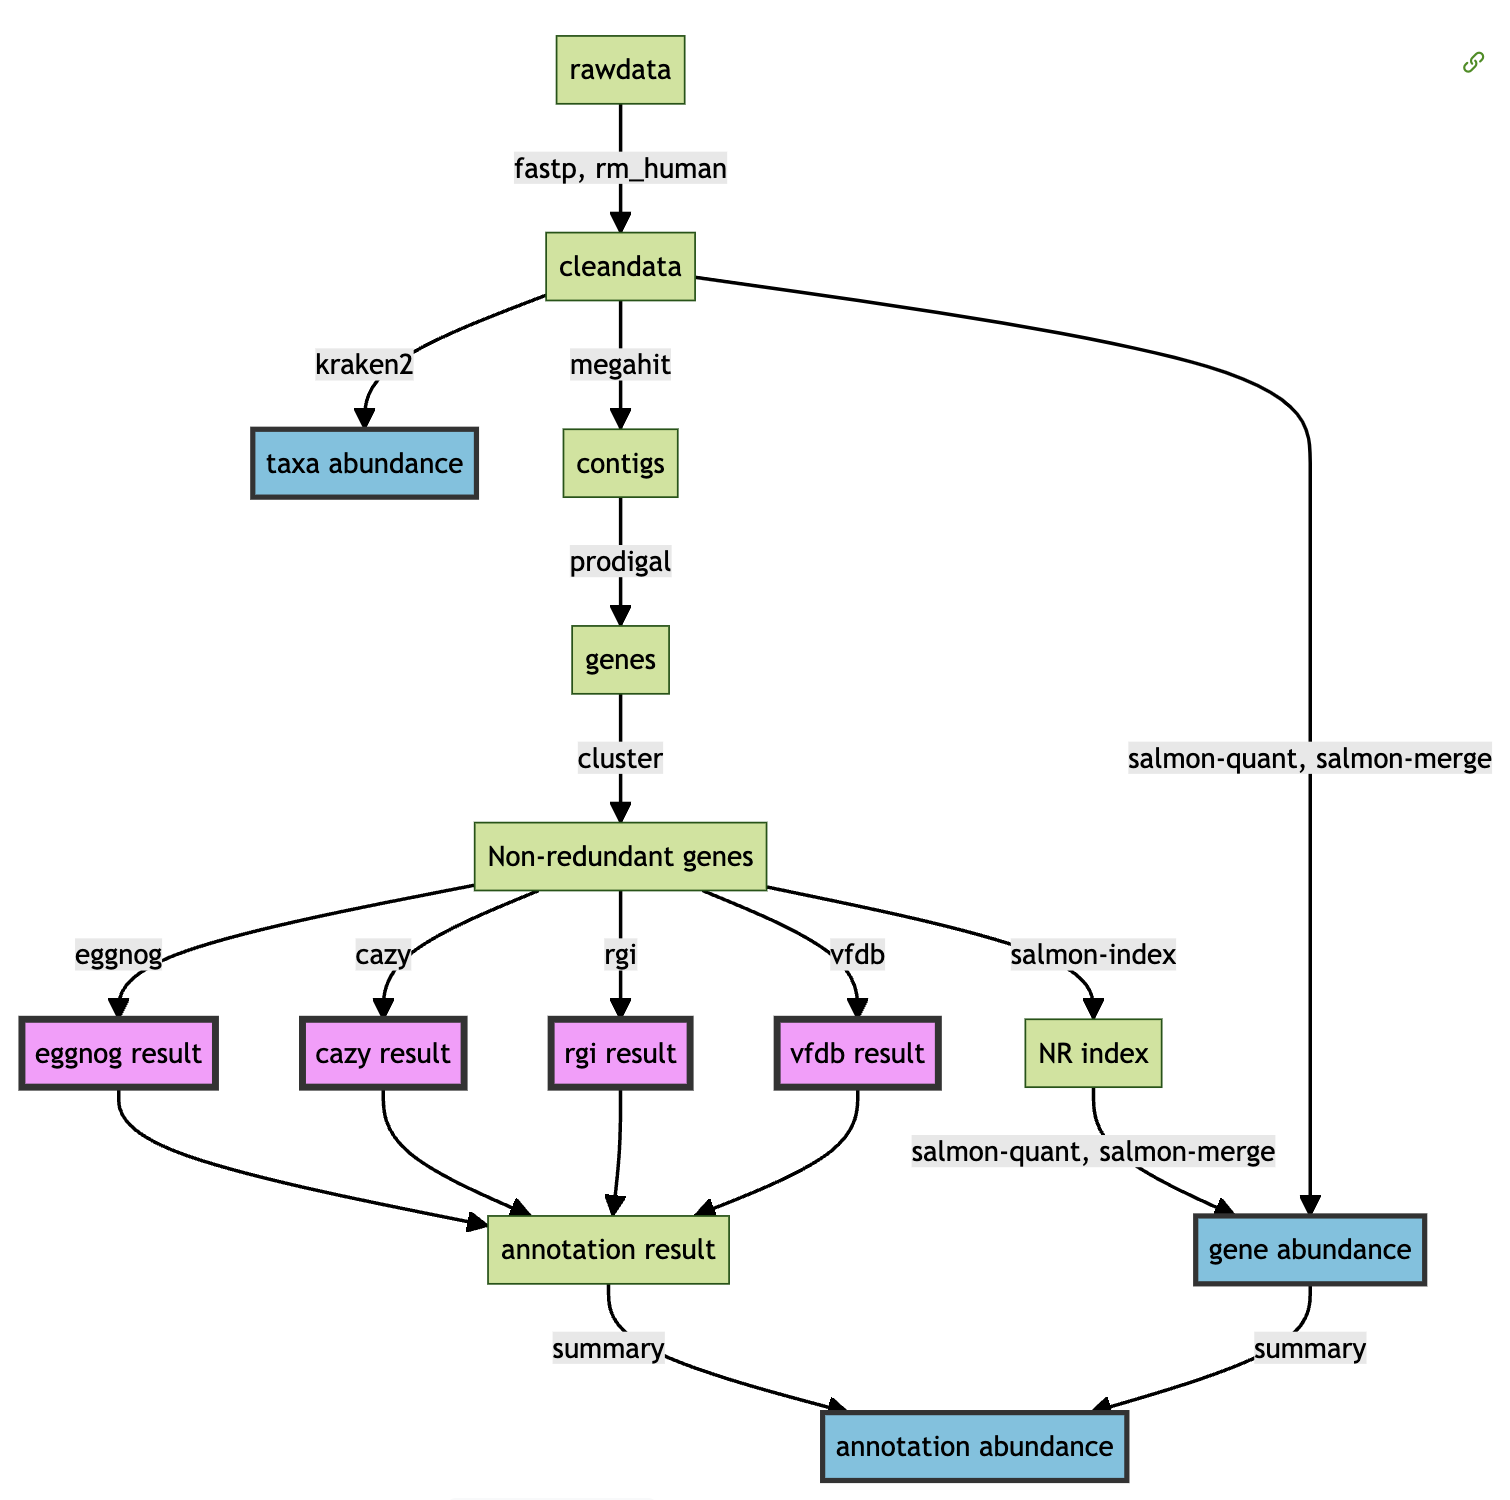 rawdata
fastp, rm_human
cleandata
kraken2
megahit
taxa abundance
contigs
prodigal
genes
cluster
salmon-quant, salmon-merge
Non-redundant genes
eggnog
cazy
rgi
vfdb
salmon-index
eggnog result
cazy result
rgi result
vfdb result
NR index
salmon-quant, salmon-merge
annotation result
gene abundance
summary
summary
annotation abundance